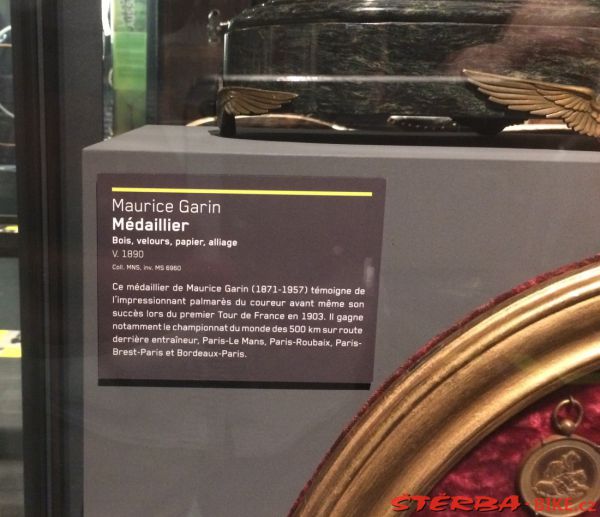 Maurice Garin
Médaillier
Bois, velours, papier, alliage
V. 1890
Coll. MNS, inv. MS 6960
Ce médaillier de Maurice Garin (1871-1957) témoigne de
l'impressionnant palmarès du coureur avant même son
succès lors du premier Tour de France en 1903. Il gagne
notamment le championnat du monde des 500 km sur route
derrière entraîneur, Paris-Le Mans, Paris-Roubaix, Paris-
Brest-Paris et Bordeaux-Paris.
ŠTĚRBA-BIKE.cz